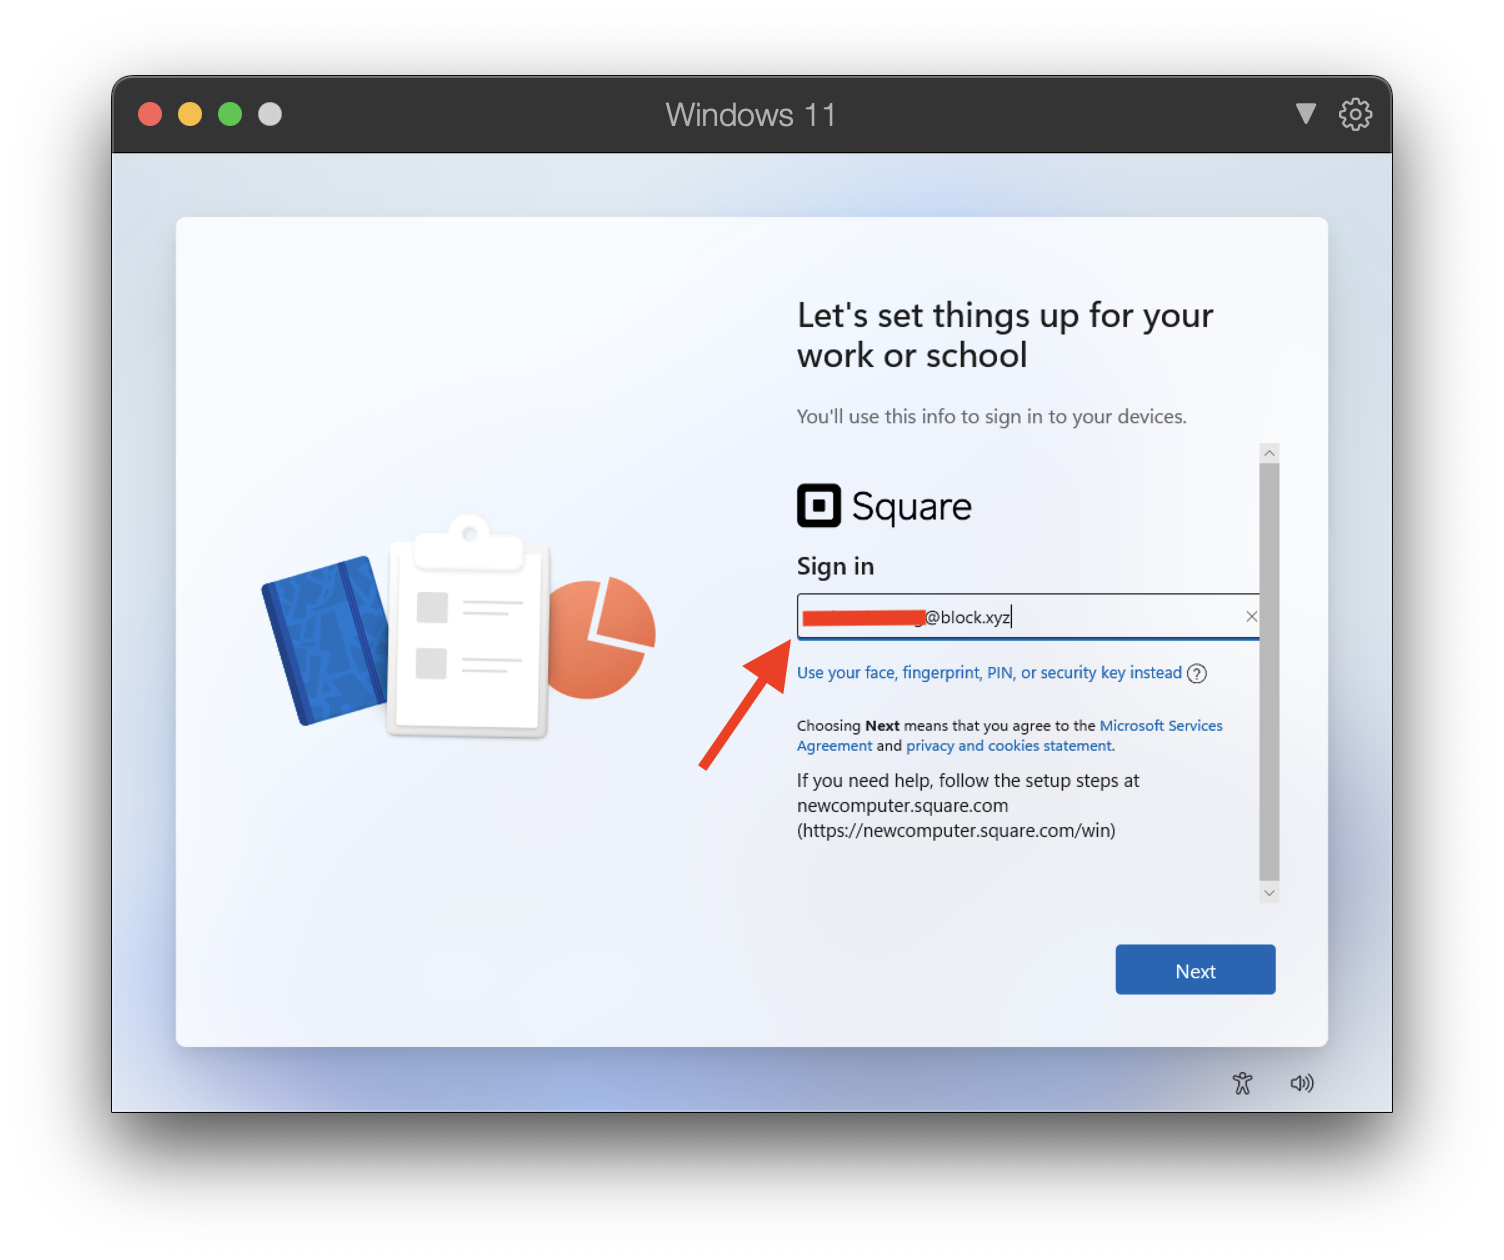 Windows 11
Let's set things up for your
work or school
You'll use this info to sign in to your devices.
Square
Sign in
@block.xyz
Use your face, fingerprint, PIN, or security key instead ?
Choosing Next means that you agree to the Microsoft Services
Agreement and privacy and cookies statement.
If you need help, follow the setup steps at
newcomputer.square.com
(https://newcomputer.square.com/win)
Next